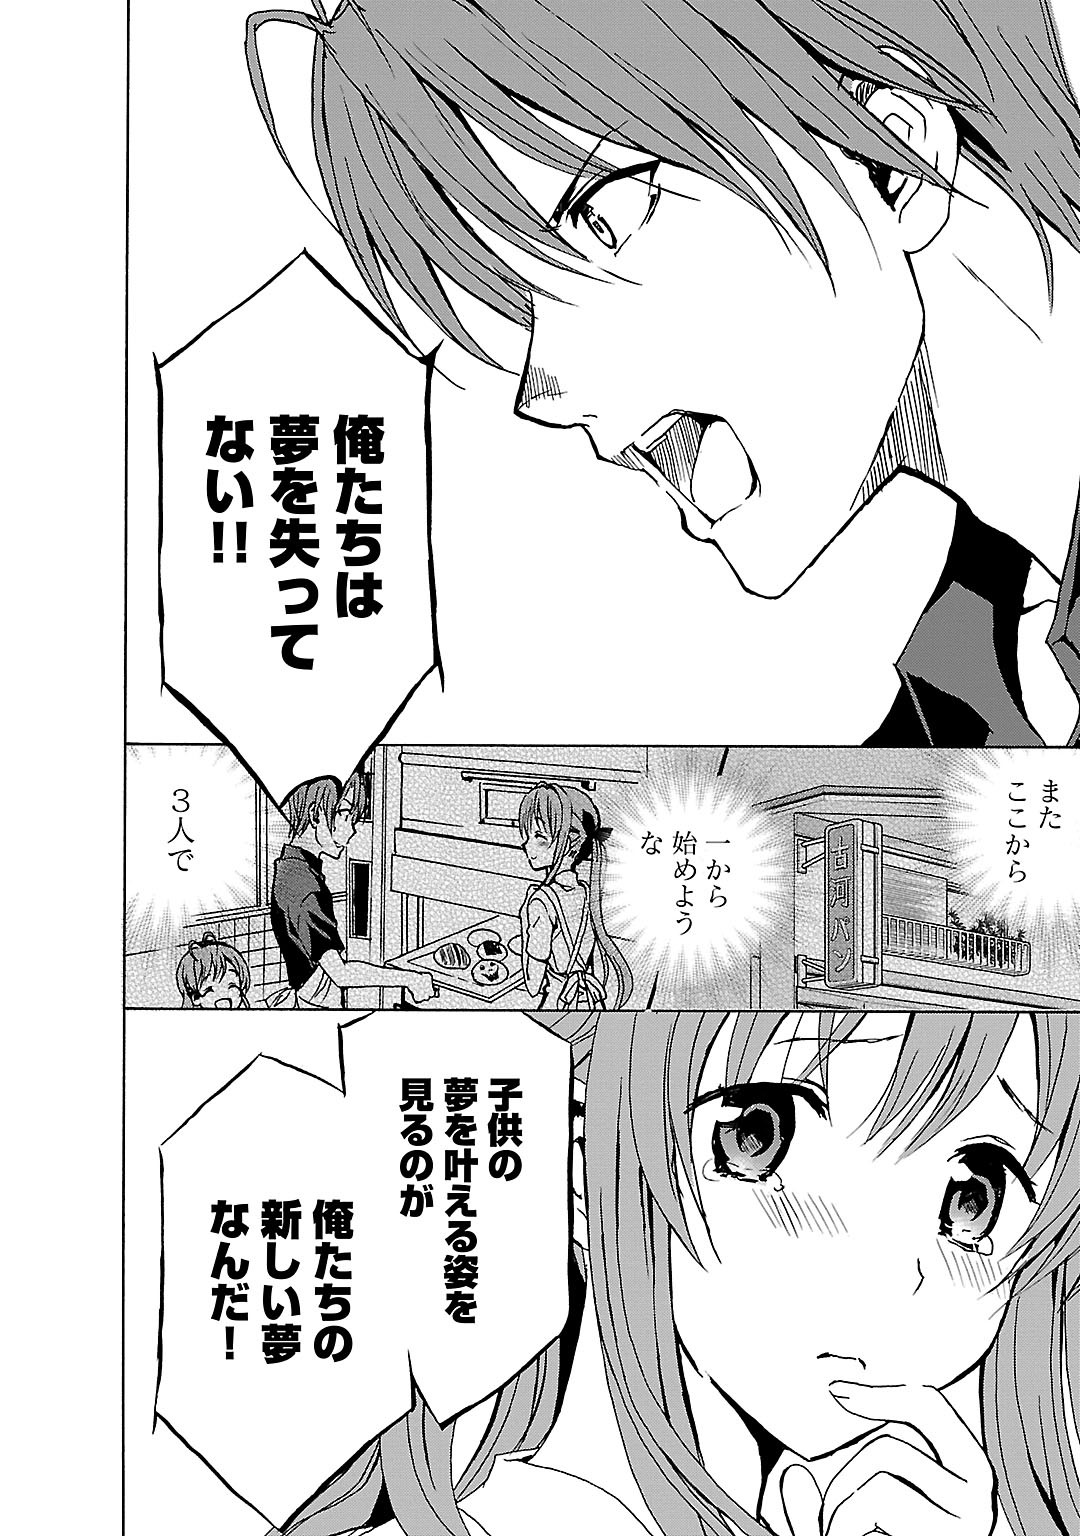 俺たちは
夢を失って
ない!!
また
ここから
古河パン
一から
始めよう
な
3人で
子供の
夢を叶える姿を
見るのが
俺たちの
新しい夢
なんだ!